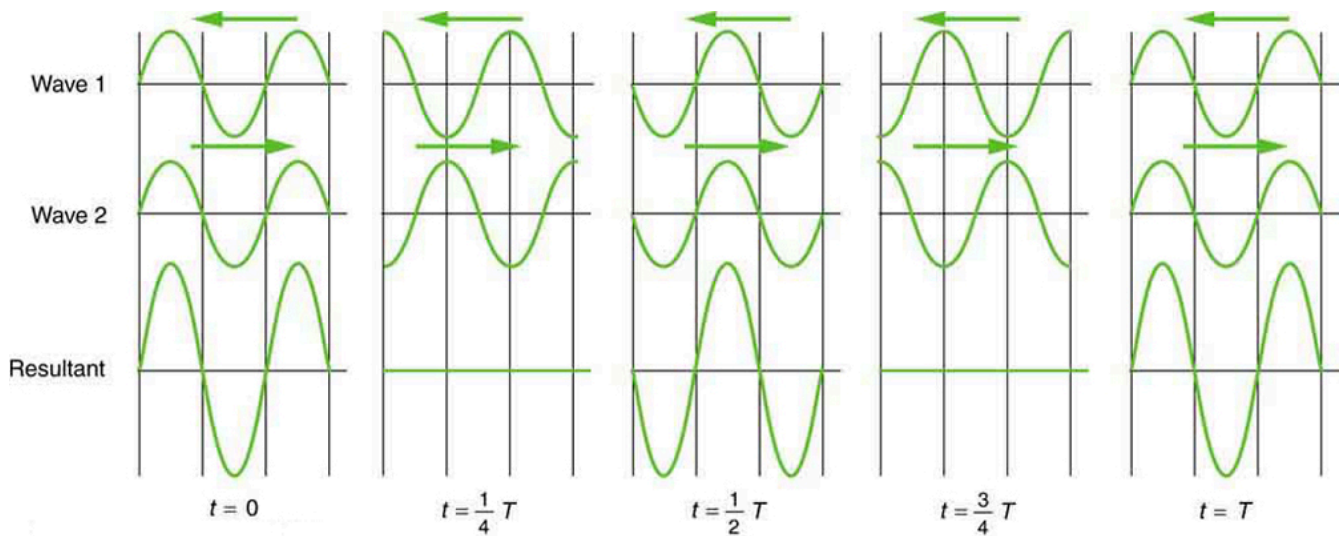 Wave 1
Wave 2
Resultant
t = 0
t = 1/4 T
t = 1/2 T
t = 3/4 T
t = T